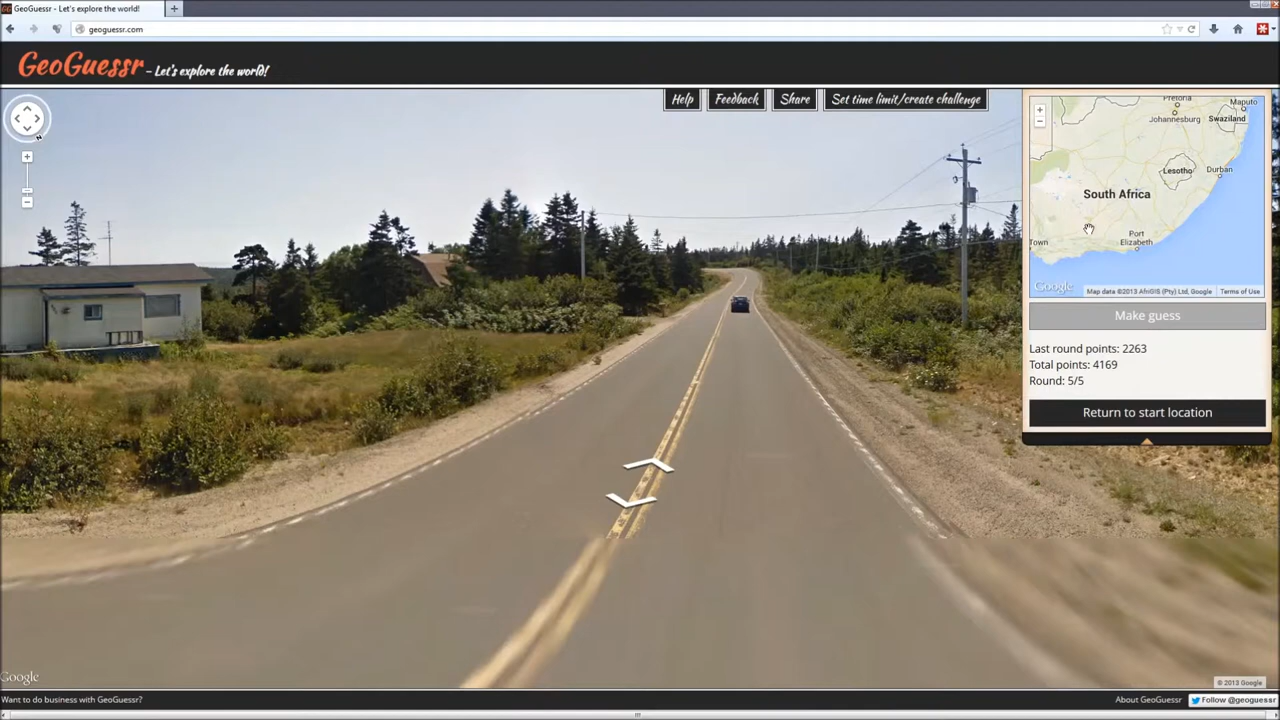 GeoGuessr - Let's explore the world!
geoguessr.com
GeoGuessr - Let's explore the world!
Help
Feedback
Share
Set time limit/create challenge
Pretoria
Maputo
Johannesburg
Swaziland
Lesotho
Durban
South Africa
Port
Elizabeth
Town
Google
Map data ©2013 AfriGIS (Pty) Ltd, Google
Terms of Use
Make guess
Last round points: 2263
Total points: 4169
Round: 5/5
Return to start location
Google
© 2013 Google
Want to do business with GeoGuessr?
About GeoGuessr
Follow @geoguessr